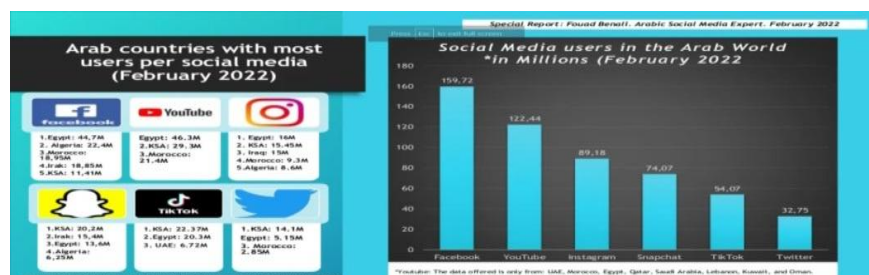 Special Report: Fouad Benali. Arabic Social Media Expert. February 2022
Press Esc to exit full screen
Arab countries with most
users per social media
(February 2022)
facebook
YouTube
1.Egypt: 44,7M
2. Algeria: 22,4M
3.Morocco:
18,95M
4.Irak: 18,85M
5.KSA: 11,41M
Egypt: 46.3M
2.KSA: 29.3M
3.Morocco:
21.4M
1. Egypt: 16M
2. KSA: 15.45M
3. Iraq: 15M
4.Morocco: 9.3M
5.Algeria: 8.6M
TikTok
1.KSA: 20,2M
2.Irak: 15,4M
3.Egypt: 13,6M
4.Algeria:
6,25M
1.KSA: 22.37M
2.Egypt: 20.3M
3. UAE: 6.72M
1.KSA: 14,1M
Egypt: 5,15M
3. Morocco:
2,85M
Social Media users in the Arab World
*in Millions (February 2022
180
160
140
120
100
80
60
40
20
0
159,72
122,44
89,18
74,07
54,07
32,75
Facebook
YouTube
Instagram
Snapchat
TikTok
Twitter
*Youtube: The data offered is only from: UAE, Morocco, Egypt, Qatar, Saudi Arabia, Lebanon, Kuwait, and Oman.